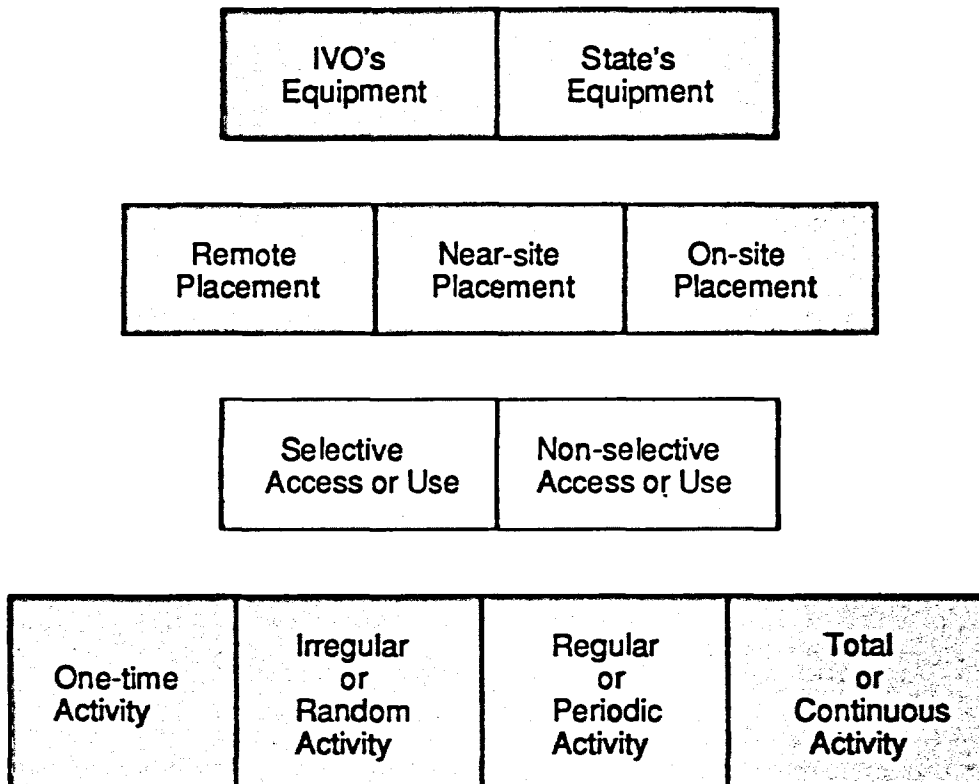 IVO's
Equipment
State's
Equipment
Remote
Placement
Near-site
Placement
On-site
Placement
Selective
Access or Use
Non-selective
Access or Use
One-time
Activity
Irregular
or
Random
Activity
Regular
or
Periodic
Activity
Total
or
Continuous
Activity